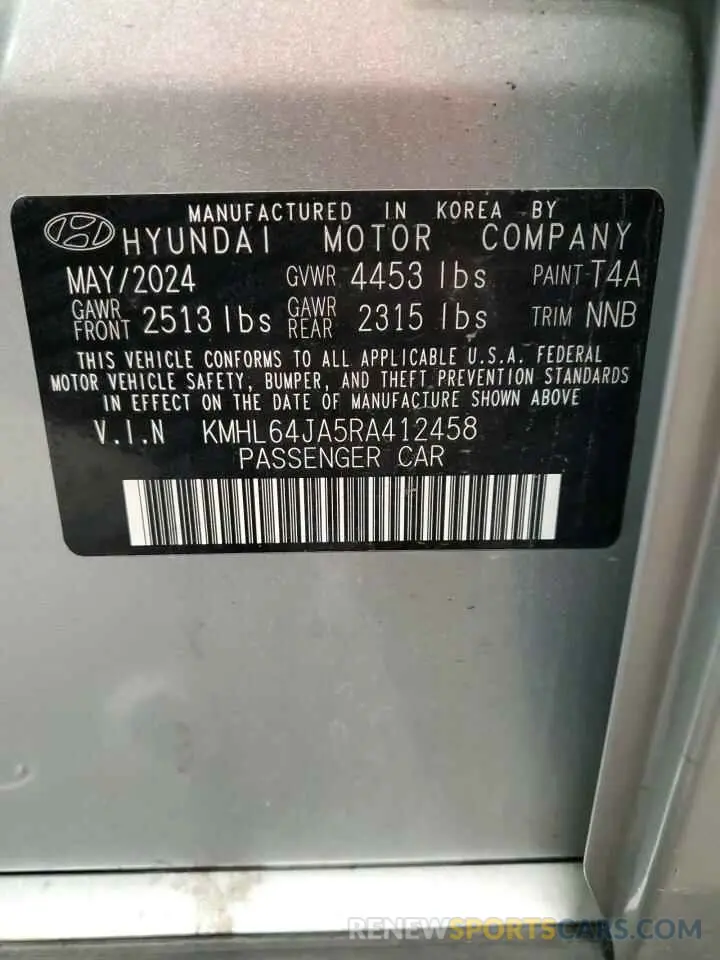 MANUFACTURED IN KOREA BY
HYUNDAI MOTOR COMPANY
MAY/2024 GVWR 4453 lbs PAINT T4A
GAWR FRONT 2513 lbs GAWR REAR 2315 lbs TRIM NNB
THIS VEHICLE CONFORMS TO ALL APPLICABLE U.S.A. FEDERAL
MOTOR VEHICLE SAFETY, BUMPER, AND THEFT PREVENTION STANDARDS
IN EFFECT ON THE DATE OF MANUFACTURE SHOWN ABOVE
V.I.N KMHL64JA5RA412458
PASSENGER CAR
RENEWSPORTSCARS.COM